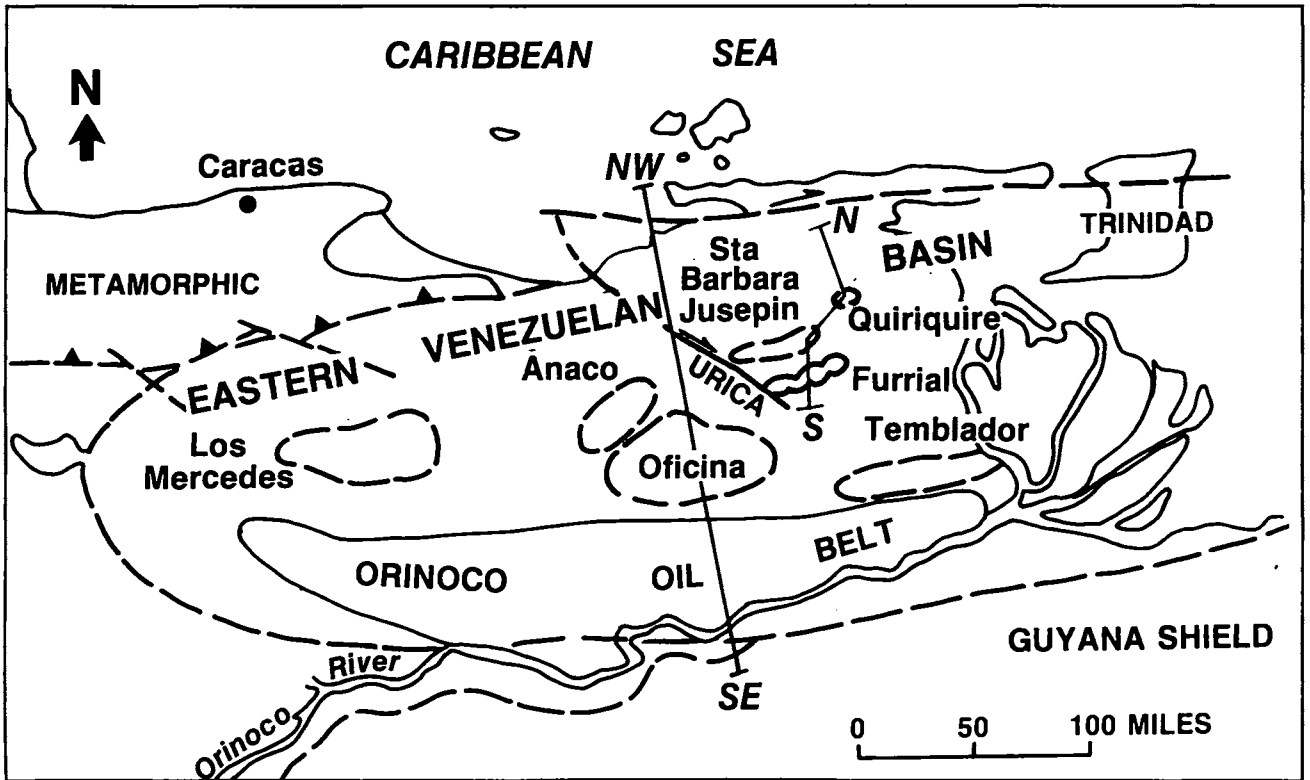 CARIBBEAN SEA
N
Caracas
NW
N
TRINIDAD
BASIN
Sta
Barbara
Jusepin
METAMORPHIC
VENEZUELAN
Quiriquire
EASTERN
Anaco
URICA
Furrial
S
Temblador
Los
Mercedes
Oficina
BELT
ORINOCO
OIL
GUYANA SHIELD
River
Orinoco
SE
0 50 100 MILES